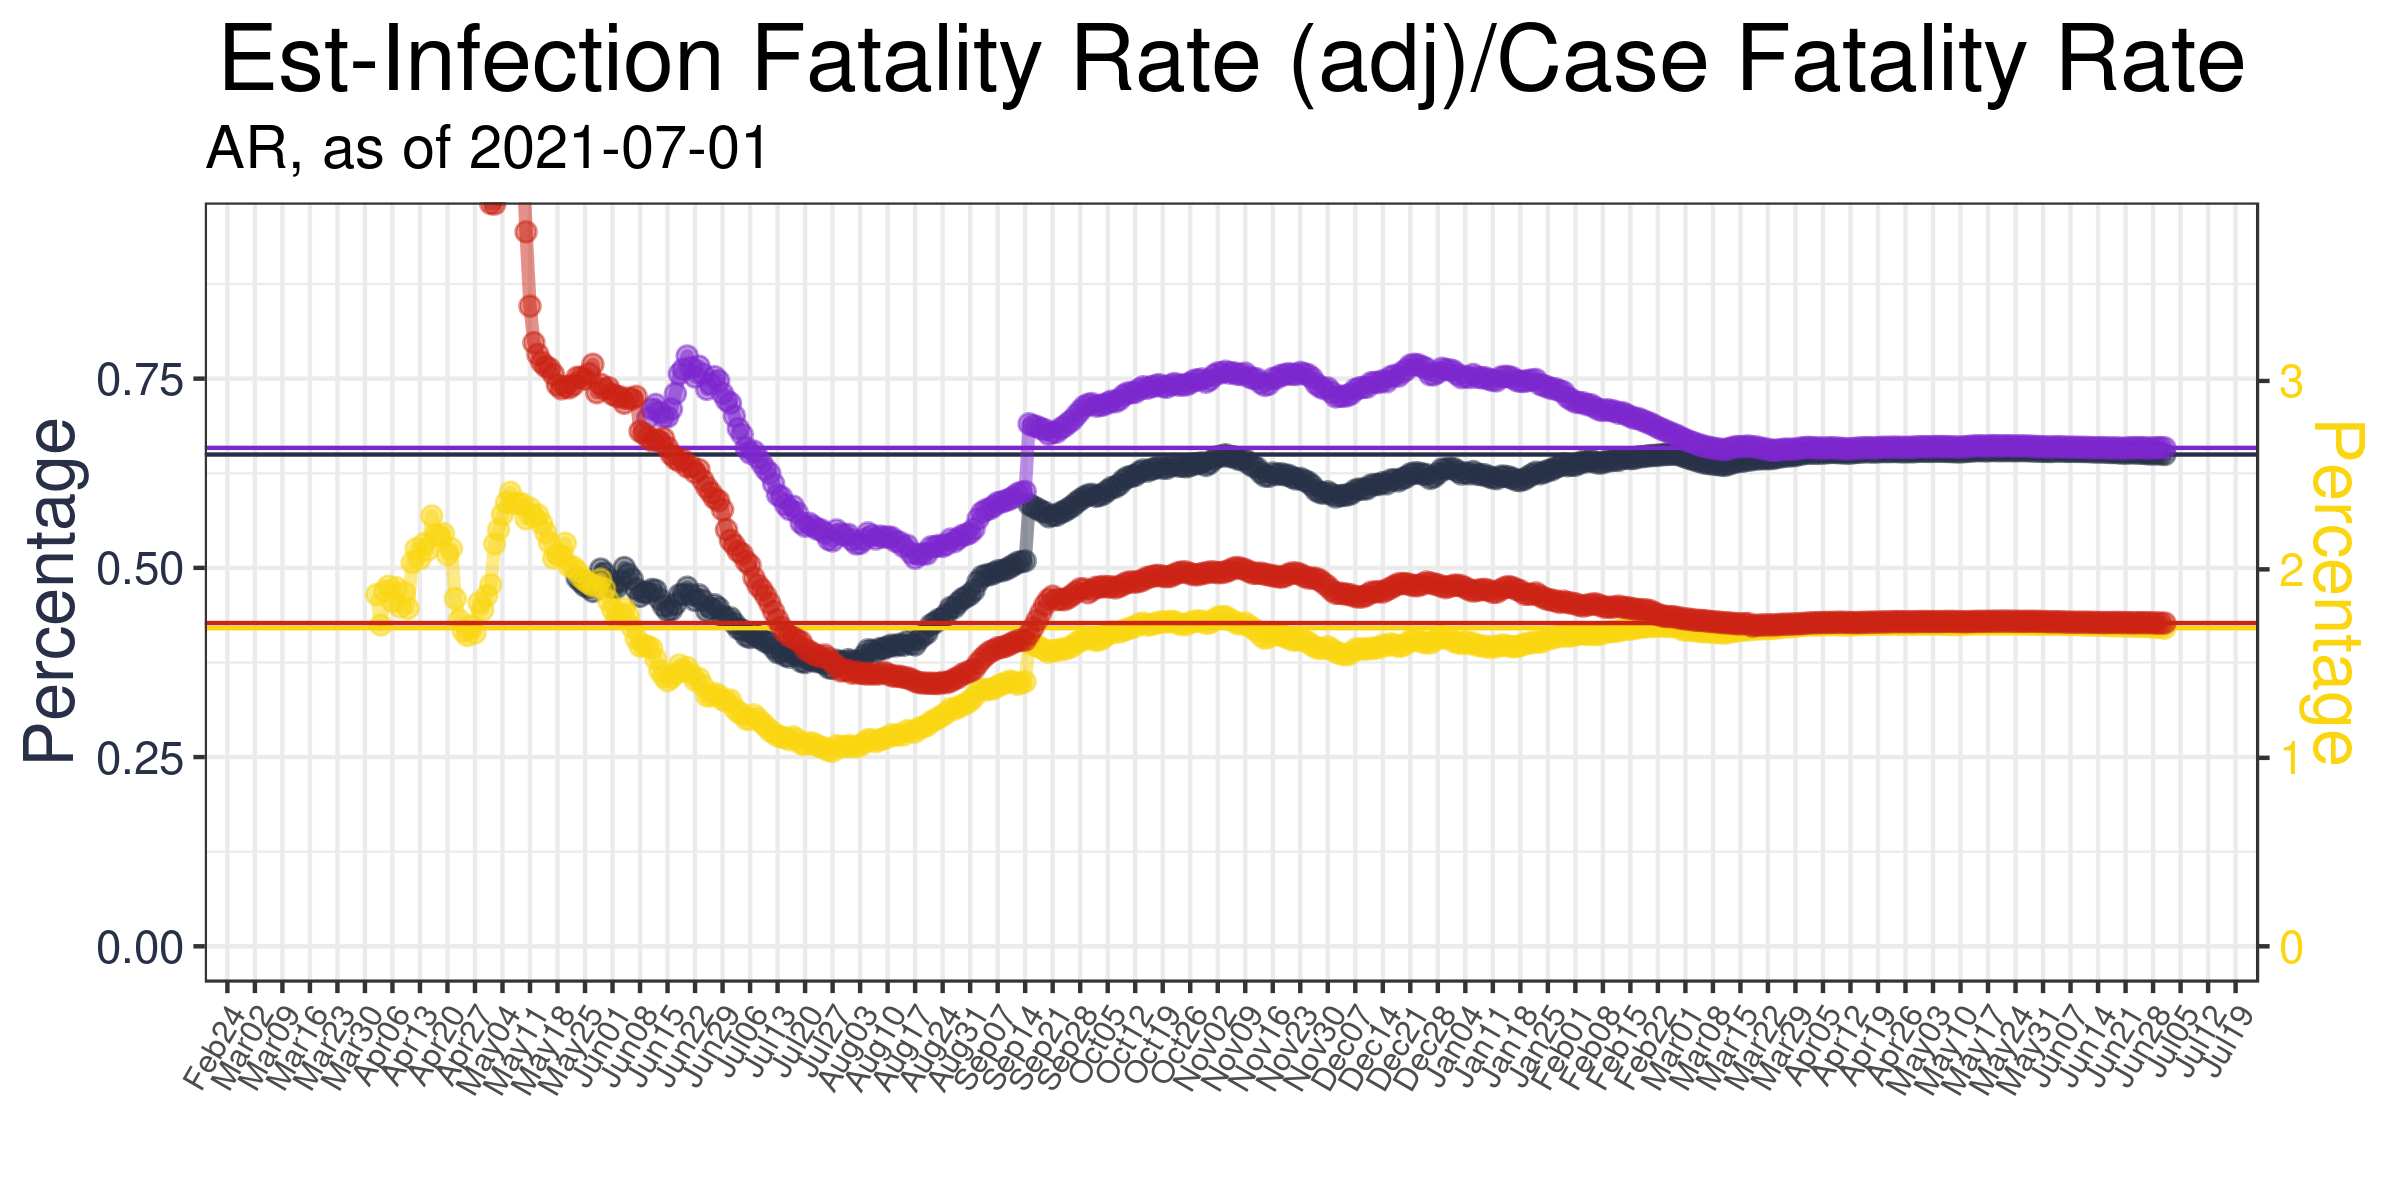 Est-Infection Fatality Rate (adj)/Case Fatality Rate
AR, as of 2021-07-01
Percentage
0.75
0.50
0.25
0.00
3
2
1
0
Percentage
Feb24
Mar02
Mar09
Mar16
Mar23
Mar30
Apr06
Apr13
Apr20
Apr27
May04
May11
May18
May25
Jun01
Jun08
Jun15
Jun22
Jun29
Jul06
Jul13
Jul20
Jul27
Aug03
Aug10
Aug17
Aug24
Aug31
Sep07
Sep14
Sep21
Sep28
Oct05
Oct12
Oct19
Oct26
Nov02
Nov09
Nov16
Nov23
Nov30
Dec07
Dec14
Dec21
Dec28
Jan04
Jan11
Jan18
Jan25
Feb01
Feb08
Feb15
Feb22
Mar01
Mar08
Mar15
Mar22
Mar29
Apr05
Apr12
Apr19
Apr26
May03
May10
May17
May24
May31
Jun07
Jun14
Jun21
Jun28
Jul05
Jul12
Jul19